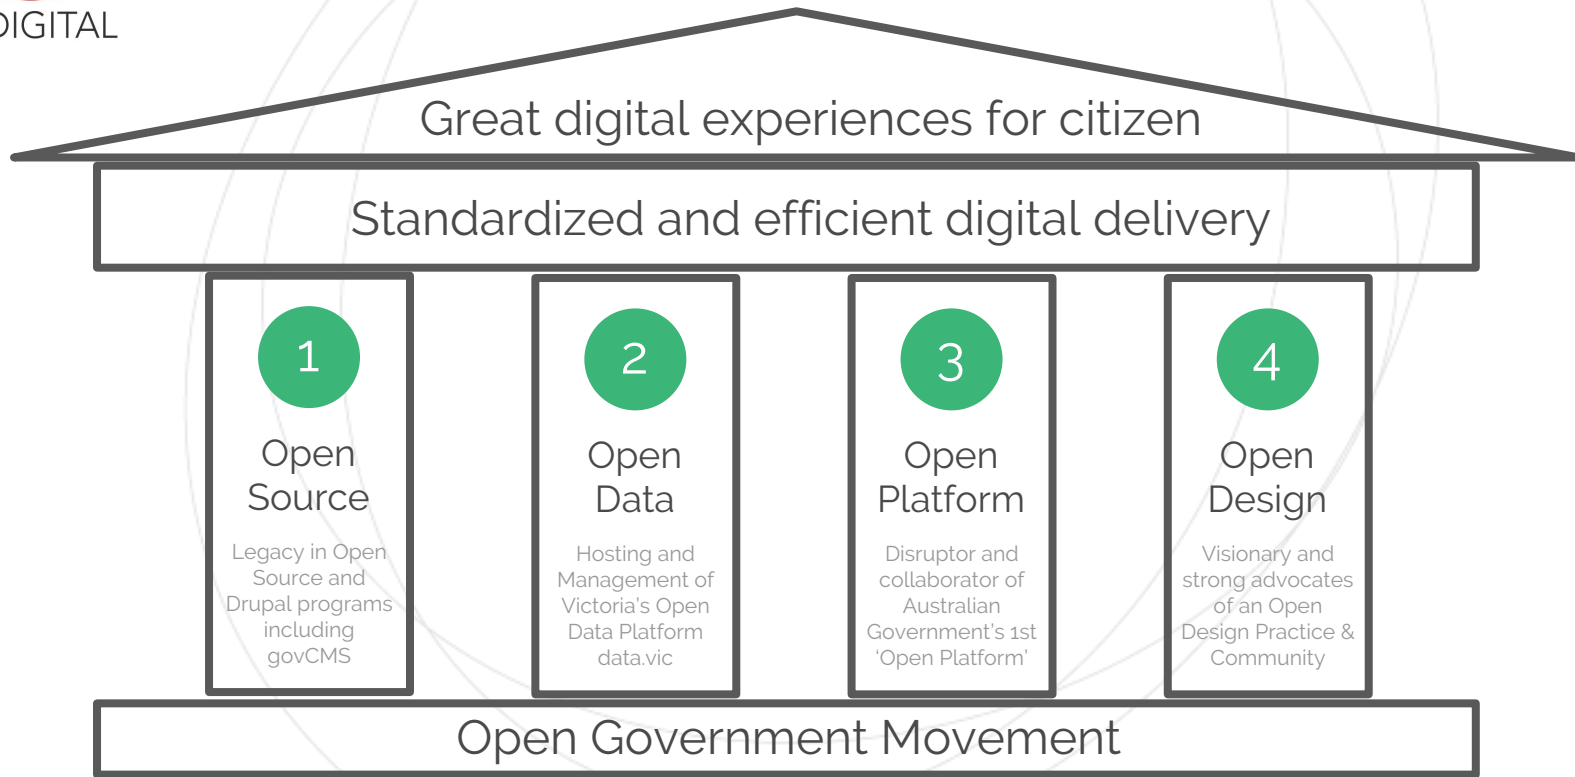 DIGITAL
Great digital experiences for citizen
Standardized and efficient digital delivery
1
Open
Source
Legacy in Open
Source and
Drupal programs
including
govCMS
2
Open
Data
Hosting and
Management of
Victoria's Open
Data Platform
data.vic
3
Open
Platform
Disruptor and
collaborator of
Australian
Government's 1st
'Open Platform'
4
Open
Design
Visionary and
strong advocates
of an Open
Design Practice &
Community
Open Government Movement